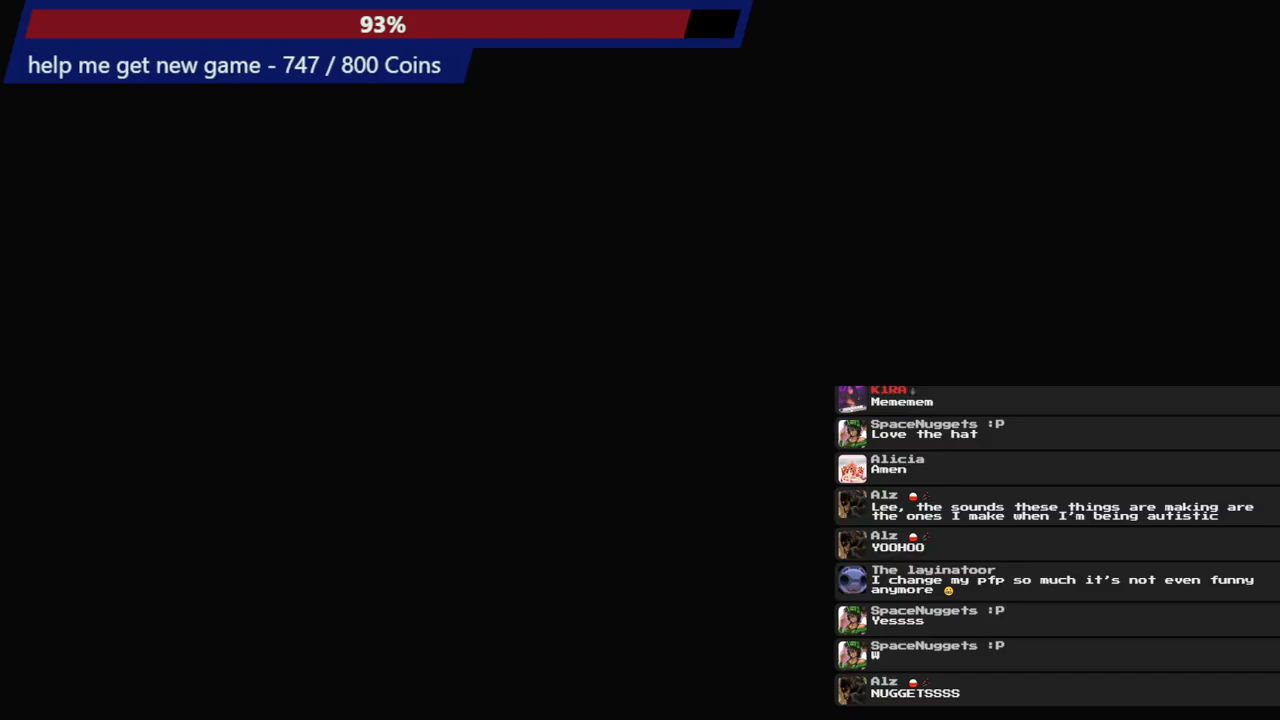 93%
help me get new game - 747 / 800 Coins
K1RA
Mememem
SpaceNuggets :P
Love the hat
Alicia
Amen
Alz
Lee, the sounds these things are making are
the ones I make when I'm being autistic
Alz
YOOHOO
The layinatoor
I change my pfp so much it's not even funny
anymore
SpaceNuggets :P
Yessss
SpaceNuggets :P
W
Alz
NUGGETSSSS